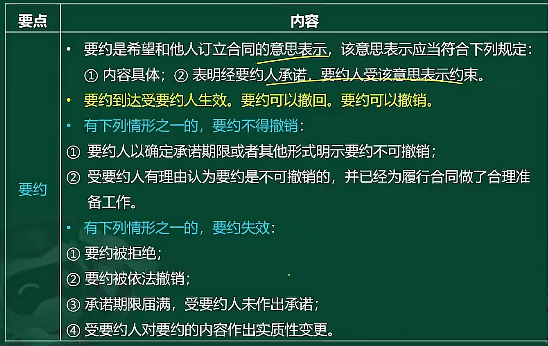 要点 内容
• 要约是希望和他人订立合同的意思表示，该意思表示应当符合下列规定：
① 内容具体；② 表明经要约人承诺，要约人受该意思表示约束。
• 要约到达受要约人生效。要约可以撤回。要约可以撤销。
• 有下列情形之一的，要约不得撤销：
① 要约人以确定承诺期限或者其他形式明示要约不可撤销；
② 受要约人有理由认为要约是不可撤销的，并已经为履行合同做了合理准
备工作。
要约
• 有下列情形之一的，要约失效：
① 要约被拒绝；
② 要约被依法撤销；
③ 承诺期限届满，受要约人未作出承诺；
④ 受要约人对要约的内容作出实质性变更。